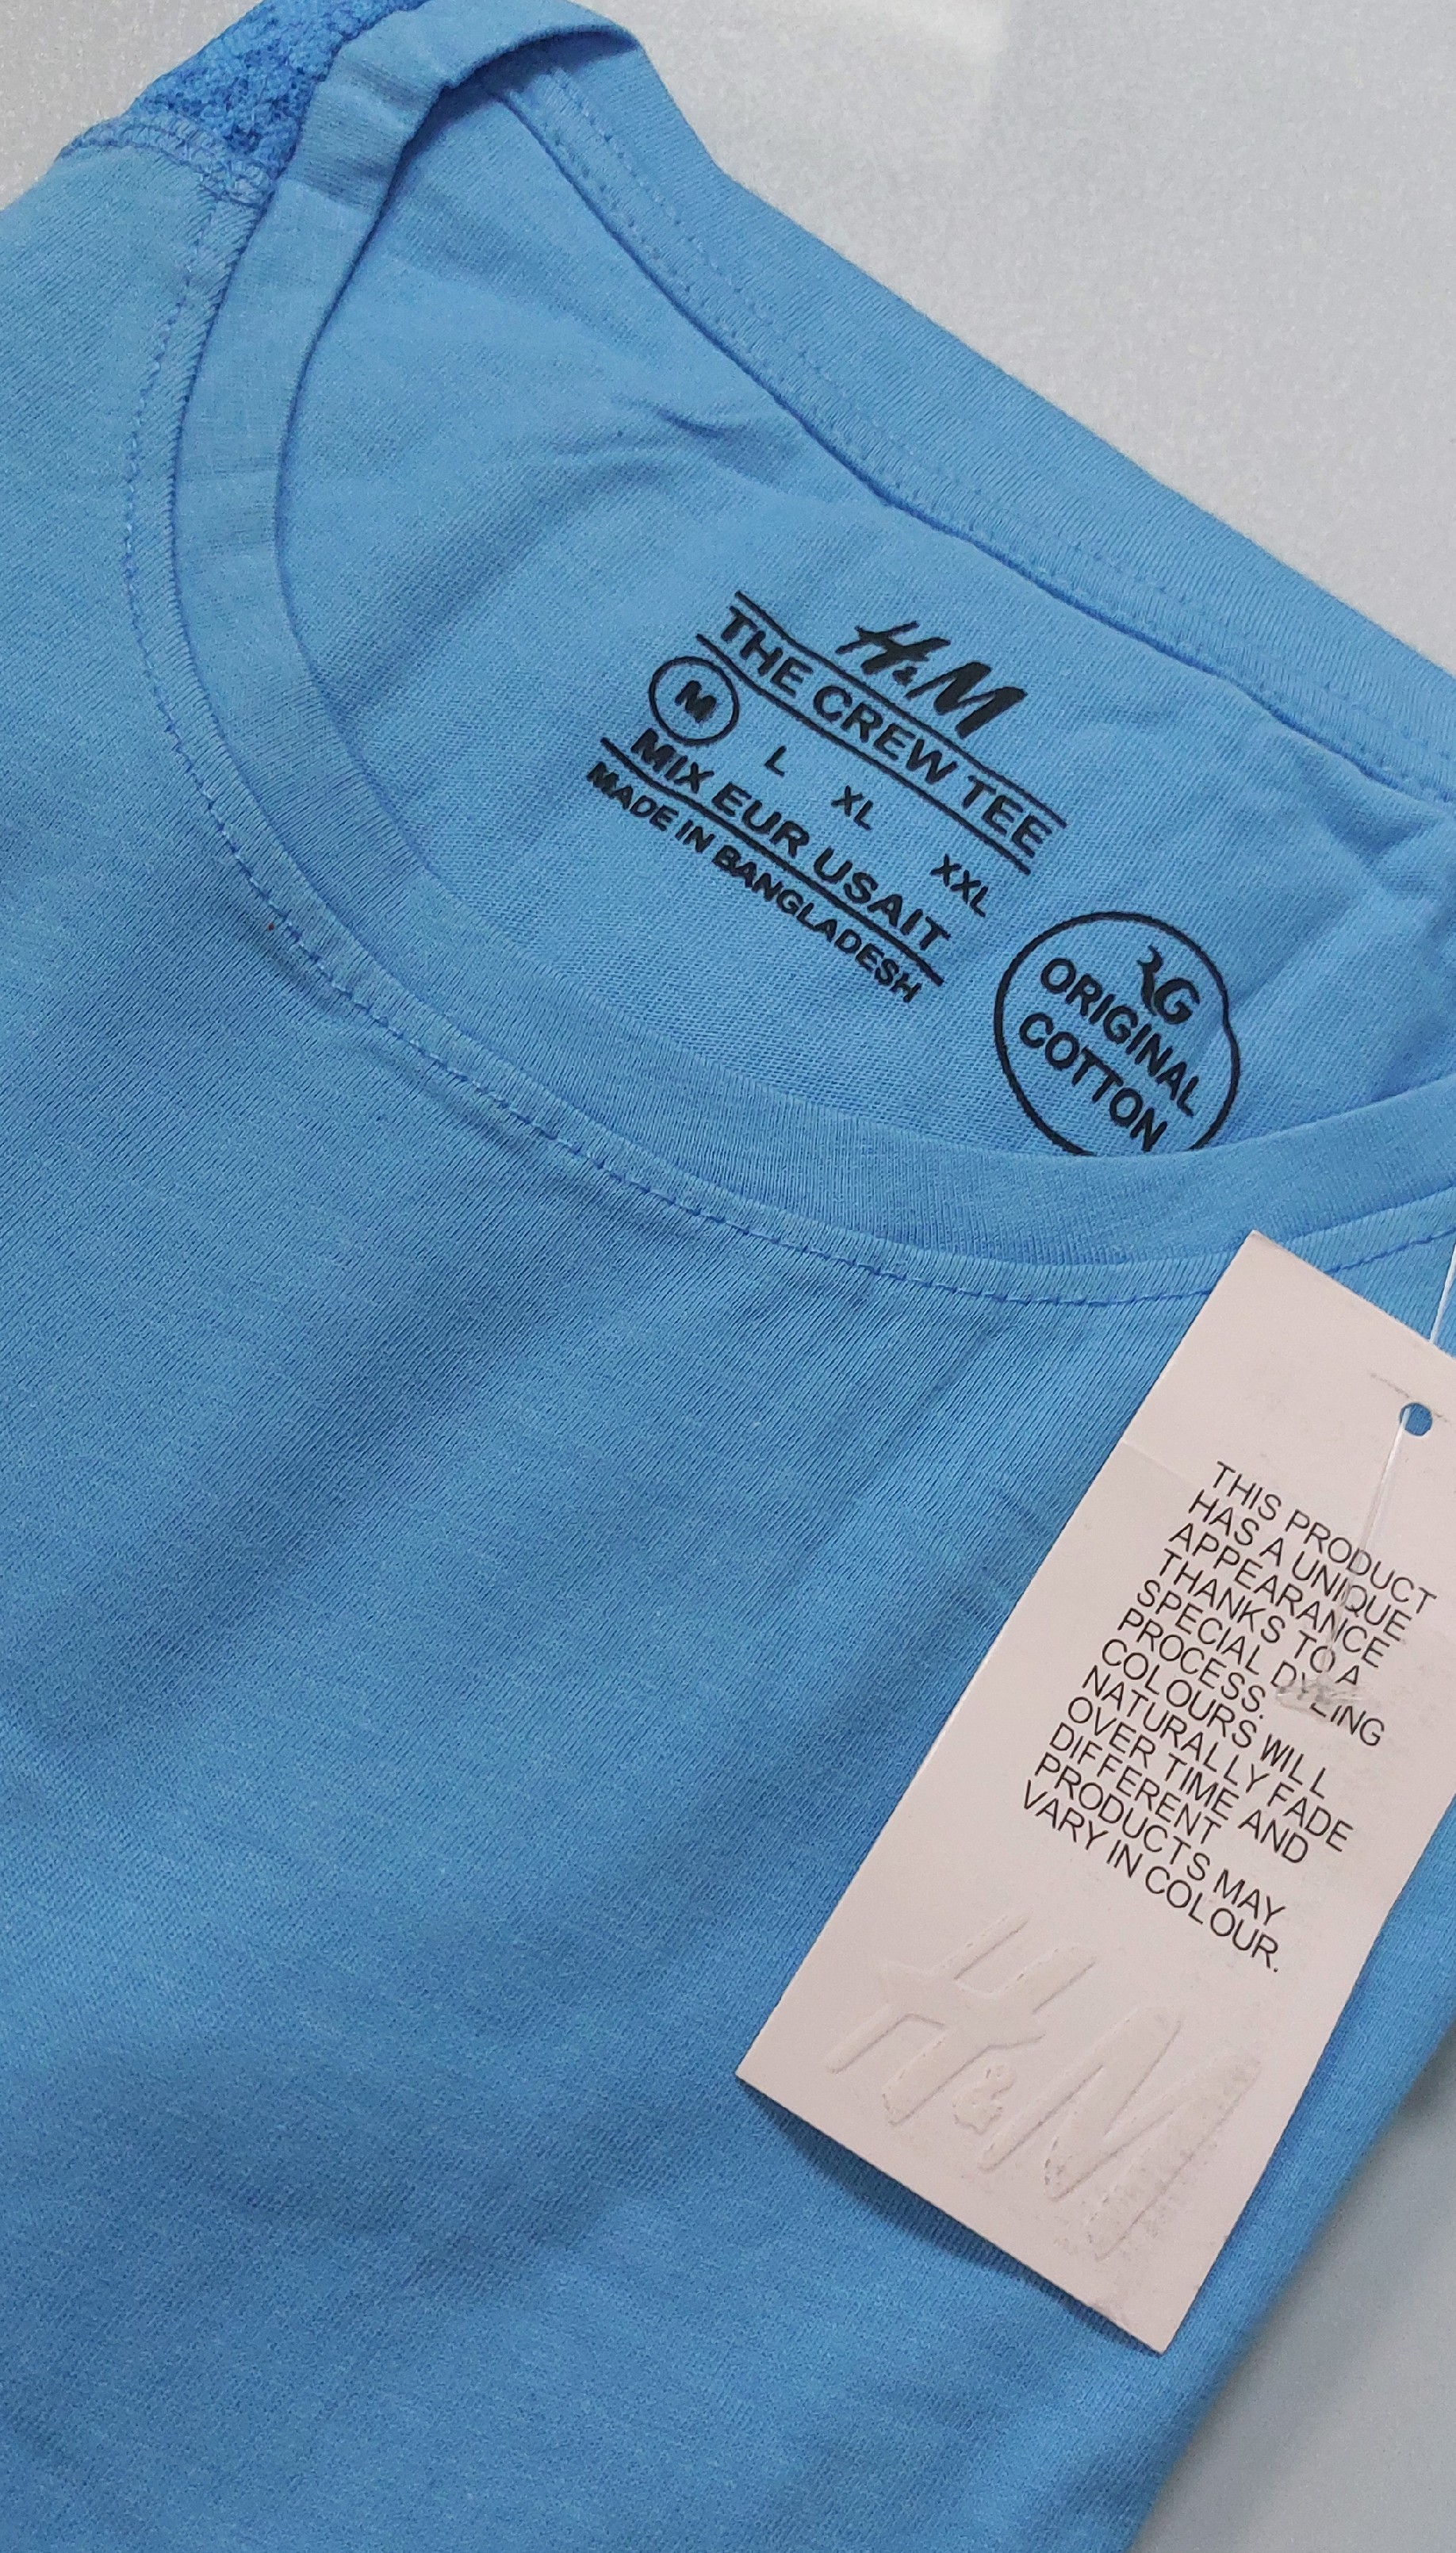 H&M
THE CREW TEE
M L XL XXL
MIX EUR USAIT
MADE IN BANGLADESH
ORIGINAL
COTTON
THIS PRODUCT
HAS A UNIQUE
APPEARANCE
THANKS TO A
SPECIAL DYEING
PROCESS.
COLOURS WILL
NATURALLY FADE
OVER TIME AND
DIFFERENT
PRODUCTS MAY
VARY IN COLOUR.
H&M